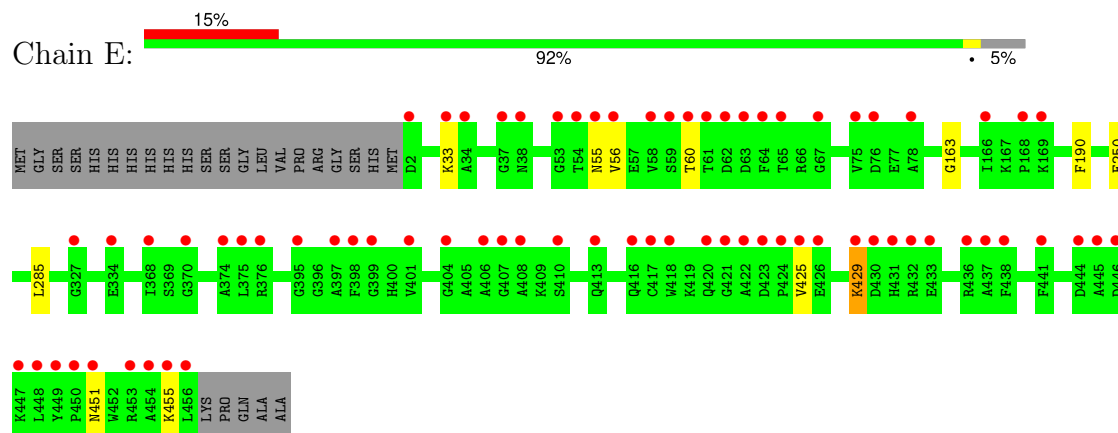 15%
Chain E:
92% • 5%
MET GLY SER SER HIS HIS HIS HIS HIS HIS SER SER GLY LEU VAL PRO ARG GLY SER HIS MET D2 K33 A34 G37 N38 G53 T54 N55 V56 E57 V58 S59 T60 T61 D62 D63 F64 T65 R66 G67 V75 D76 E77 A78 G163 I166 K167 P168 K169 F190
L285 G327 E334 I368 S369 G370 A374 L375 R376 G395 G396 A397 F398 G399 H400 V401 G404 A405 A406 G407 A408 K409 S410 Q413 Q416 C417 W418 K419 Q420 G421 A422 D423 P424 V425 E426 K429 D430 H431 R432 E433 R436 A437 F438 F441 D444 A445 D446
K447 L448 Y449 P450 N451 W452 R453 A454 K455 L456 LYS PRO GLN ALA ALA